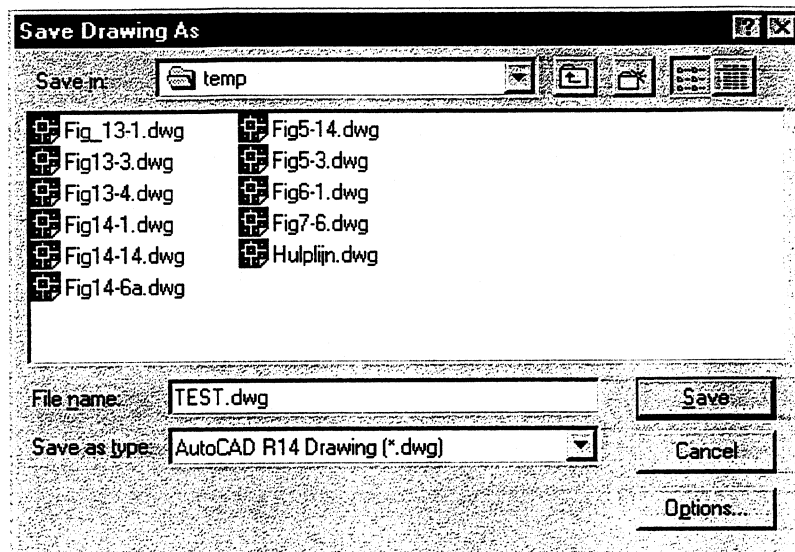 Save Drawing As
Save in: temp
Fig_13-1.dwg
Fig13-3.dwg
Fig13-4.dwg
Fig14-1.dwg
Fig14-14.dwg
Fig14-6a.dwg
Fig5-14.dwg
Fig5-3.dwg
Fig6-1.dwg
Fig7-6.dwg
Hulplijn.dwg
File name: TEST.dwg
Save
Save as type: AutoCAD R14 Drawing (*.dwg)
Cancel
Options...